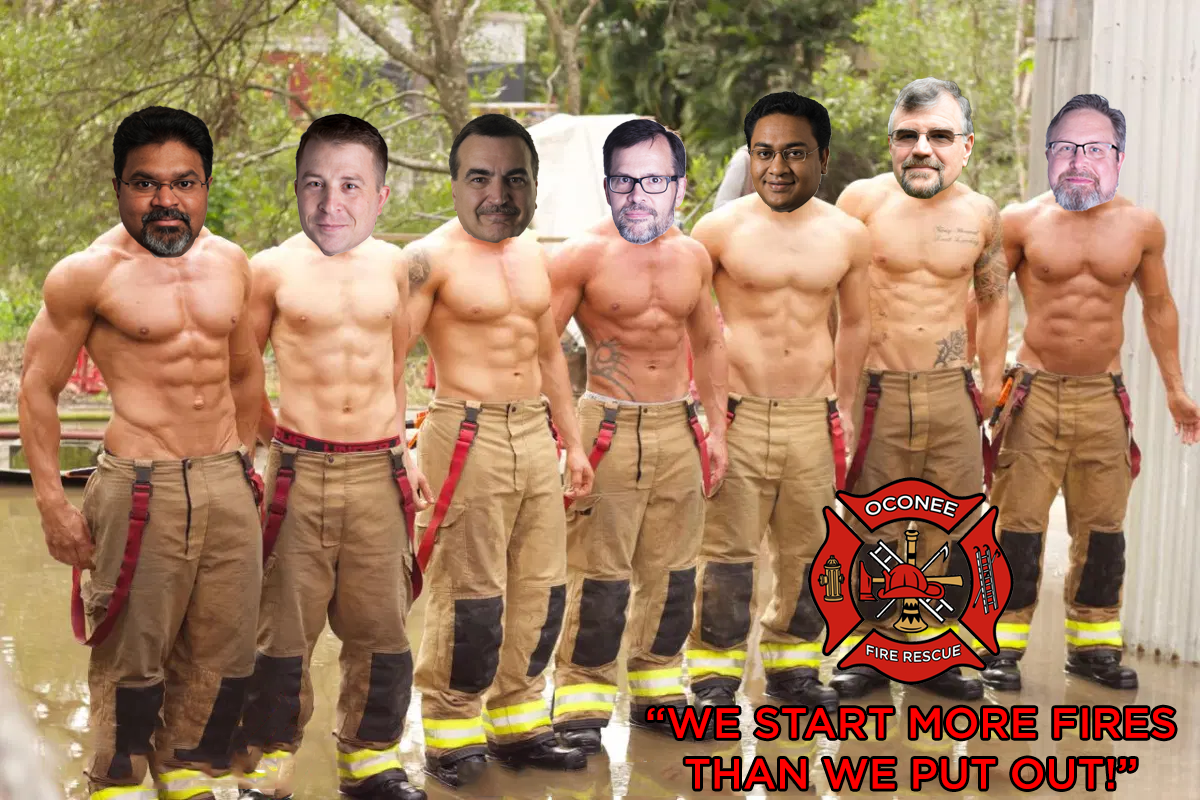 OCONEE
FIRE RESCUE
“WE START MORE FIRES
THAN WE PUT OUT!”